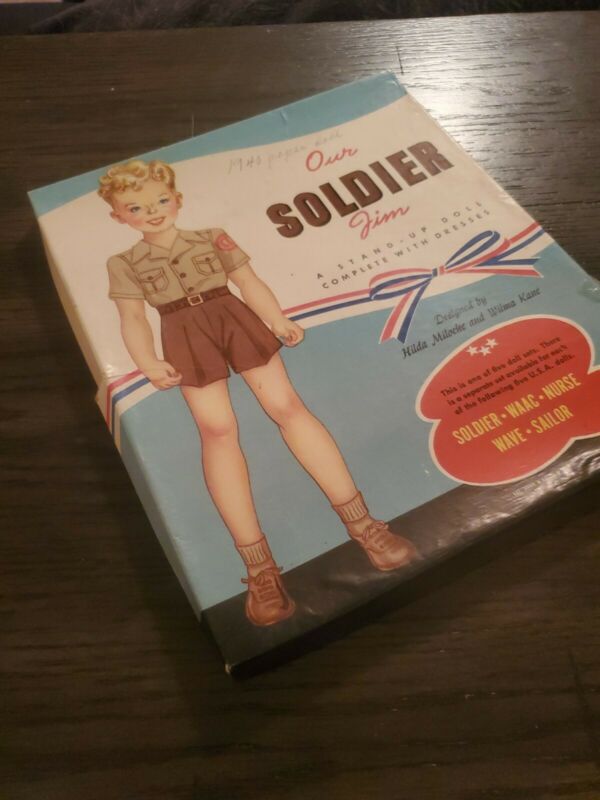 1940 paper doll
Our
SOLDIER
Jim
A STAND-UP DOLL
COMPLETE WITH DRESSES
Designed by
Hilda Miloche and Wilma Kane
This is one of five doll sets. There
is a separate set available for each
of the following five U.S.A. dolls.
SOLDIER • WAAC • NURSE
WAVE • SAILOR